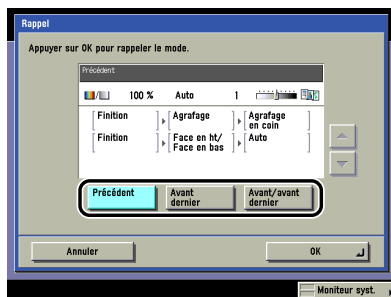 Rappel
Appuyer sur OK pour rappeler le mode.
Précédent
100 % Auto 1
Finition Agrafage Agrafage en coin
Finition Face en ht/ Face en bas Auto
Précédent Avant dernier Avant/avant dernier
Annuler OK
Moniteur syst.